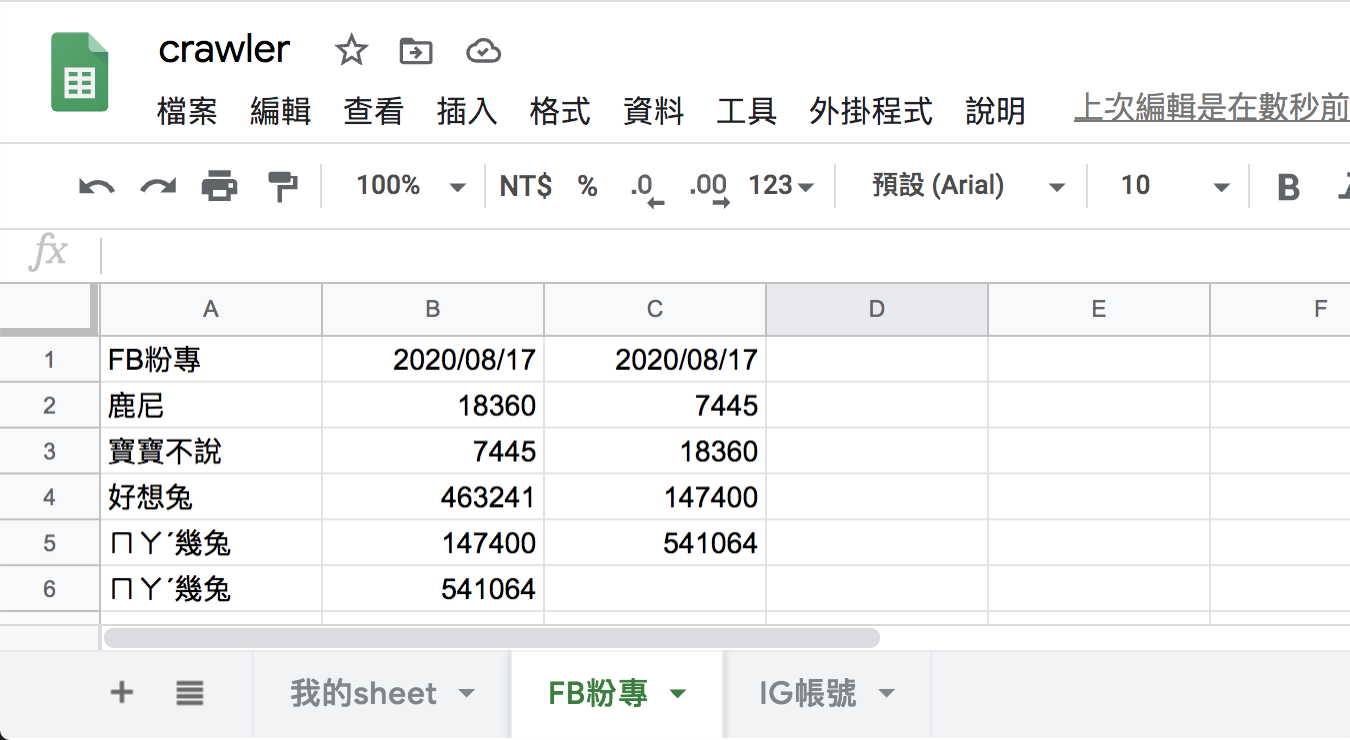 crawler
檔案 編輯 查看 插入 格式 資料 工具 外掛程式 說明 上次編輯是在數秒前
100% NT$ % .0 .00 123 預設 (Arial) 10 B
fx
A B C D E F
1 FB粉專 2020/08/17 2020/08/17
2 鹿尼 18360 7445
3 寶寶不說 7445 18360
4 好想兔 463241 147400
5 ㄇㄚˊ幾兔 147400 541064
6 ㄇㄚˊ幾兔 541064
+ 我的sheet FB粉專 IG帳號